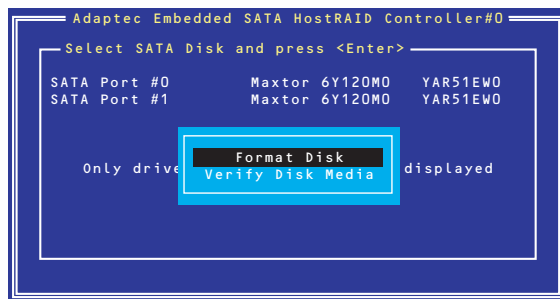 Adaptec Embedded SATA HostRAID Controller#0
Select SATA Disk and press <Enter>
SATA Port #0 Maxtor 6Y120M0 YAR51EW0
SATA Port #1 Maxtor 6Y120M0 YAR51EW0
Format Disk
Only drive displayed
Verify Disk Media